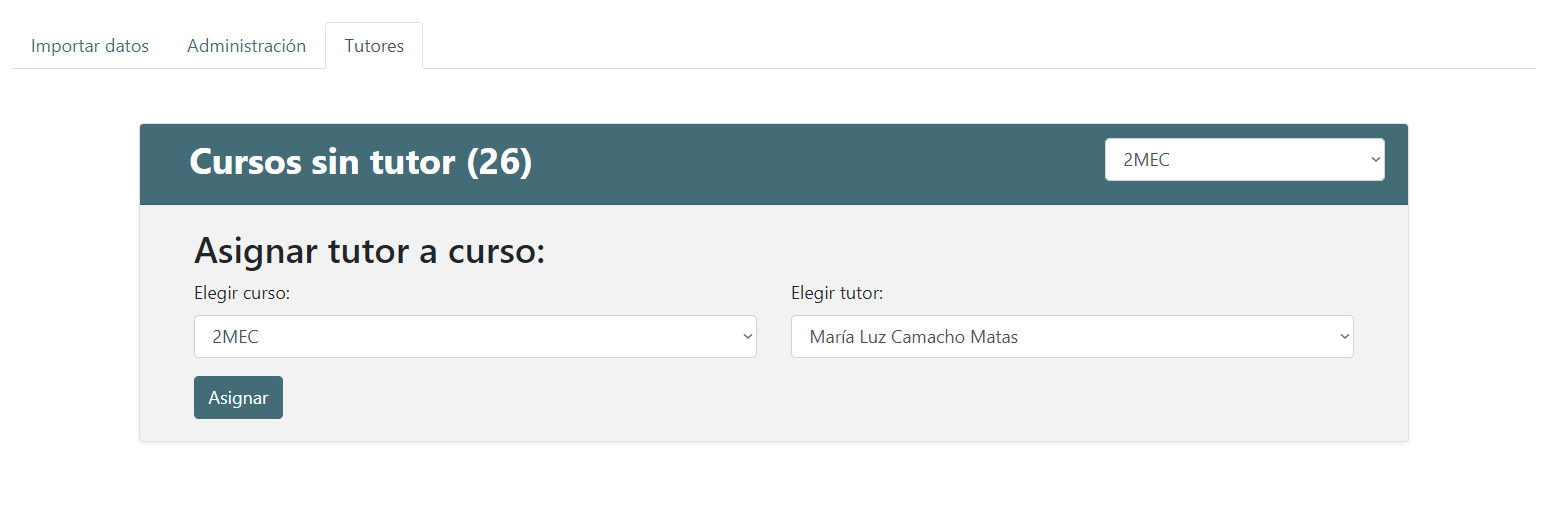 Importar datos
Administración
Tutores
Cursos sin tutor (26)
2MEC
Asignar tutor a curso:
Elegir curso:
Elegir tutor:
2MEC
María Luz Camacho Matas
Asignar